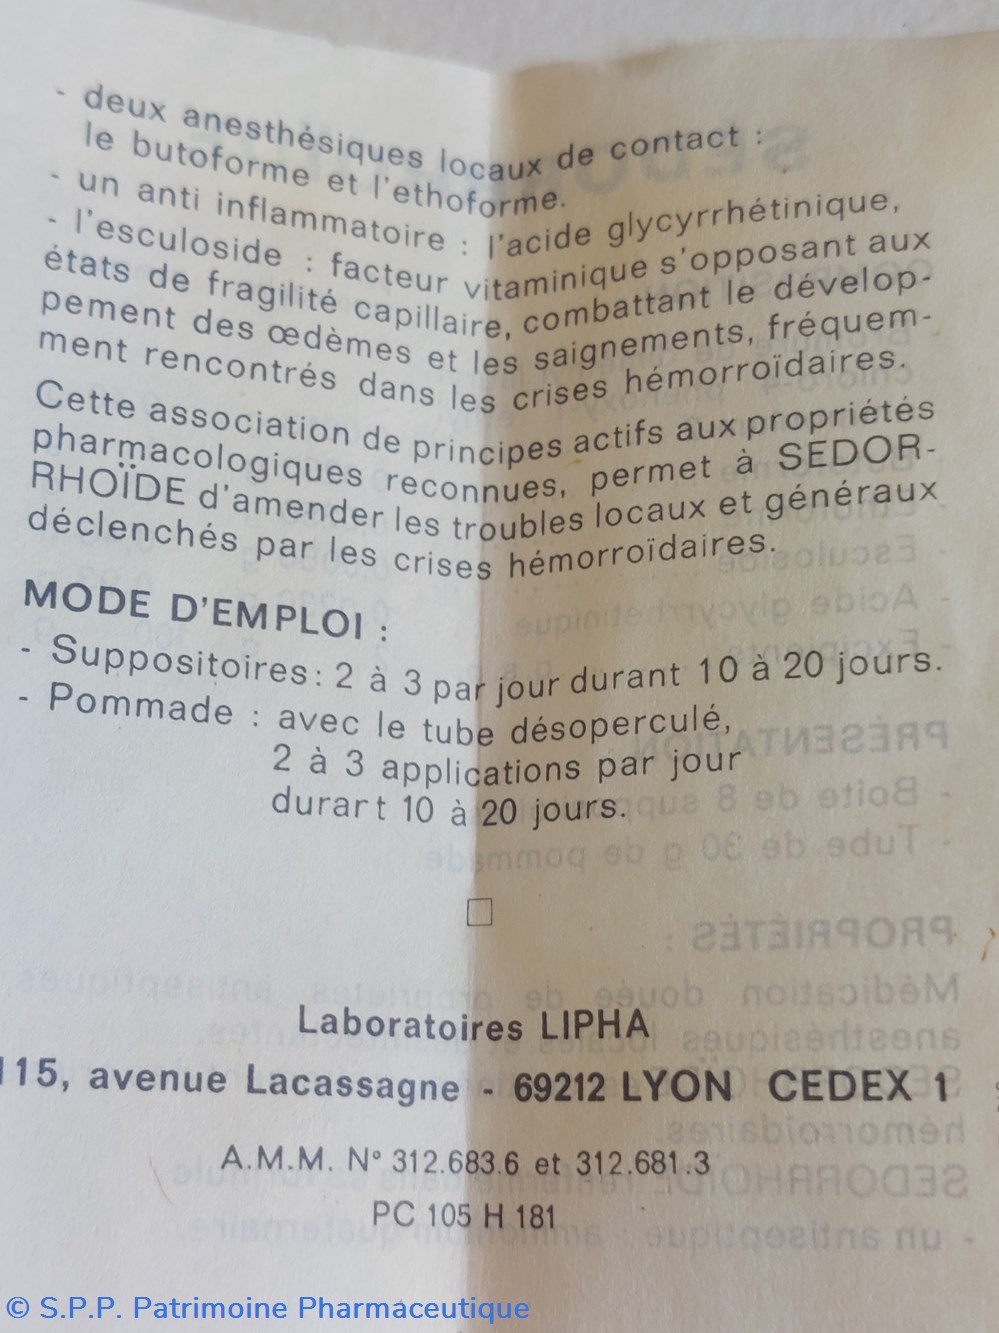 - deux anesthésiques locaux de contact :
le butoforme et l'ethoforme.
- un anti inflammatoire : l'acide glycyrrhétinique,
- l'esculoside : facteur vitaminique s'opposant aux
états de fragilité capillaire, combattant le dévelop-
pement des œdèmes et les saignements, fréquem-
ment rencontrés dans les crises hémorroïdaires.
Cette association de principes actifs aux propriétés
pharmacologiques reconnues, permet à SEDOR-
RHOÏDE d'amender les troubles locaux et généraux
déclenchés par les crises hémorroïdaires.
MODE D'EMPLOI :
- Suppositoires : 2 à 3 par jour durant 10 à 20 jours.
- Pommade : avec le tube désoperculé,
2 à 3 applications par jour
durart 10 à 20 jours.
Laboratoires LIPHA
115, avenue Lacassagne - 69212 LYON CEDEX 1
A.M.M. N° 312.683.6 et 312.681.3
PC 105 H 181
© S.P.P. Patrimoine Pharmaceutique